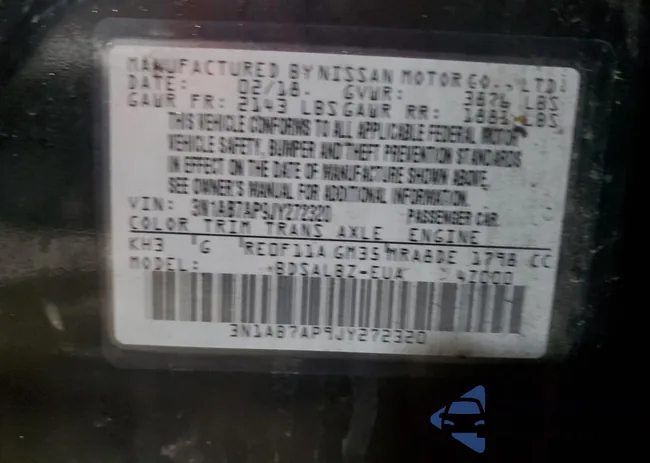 MANUFACTURED BY NISSAN MOTOR CO., LTD.
DATE: 02/18. GVWR: 3876 LBS
GAWR FR: 2143 LBS GAWR RR: 1881 LBS
THIS VEHICLE CONFORMS TO ALL APPLICABLE FEDERAL MOTOR
VEHICLE SAFETY, BUMPER AND THEFT PREVENTION STANDARDS
IN EFFECT ON THE DATE OF MANUFACTURE SHOWN ABOVE.
SEE OWNER'S MANUAL FOR ADDITIONAL INFORMATION.
VIN: 3N1AB7AP9JY272320 PASSENGER CAR.
COLOR TRIM TRANS AXLE ENGINE
KH3 G RE0F11A GM35 MRA8DE 1798 CC
MODEL: BDSALBZ-EUA 4Z000
3N1AB7AP9JY272320